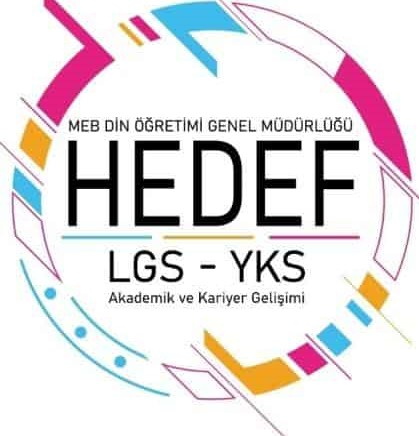 MEB DİN ÖĞRETİMİ GENEL MÜDÜRLÜĞÜ
HEDEF
LGS - YKS
Akademik ve Kariyer Gelişimi